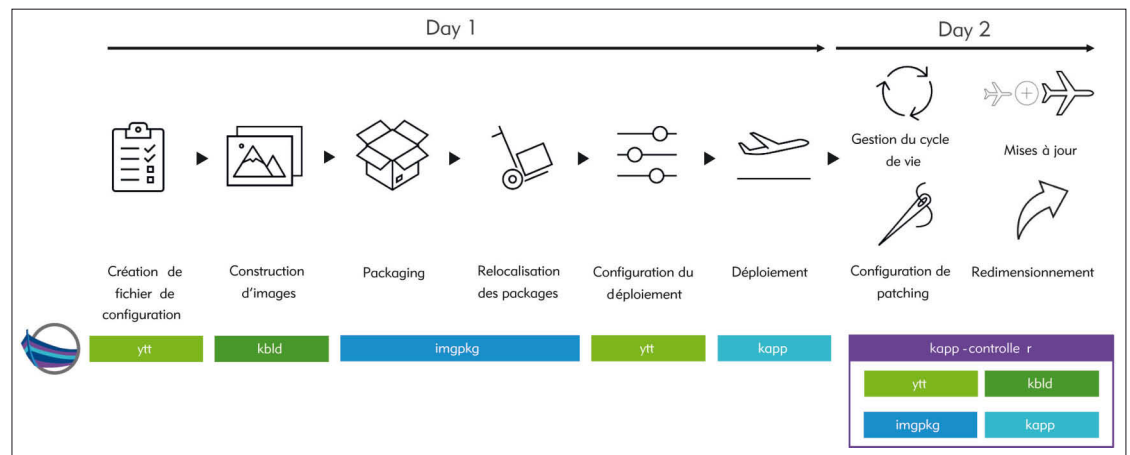 Day 1
Day 2
Gestion du cycle
de vie
Mises à jour
Création de
fichier de
configuration
Construction
d'images
Packaging
Relocalisation
des packages
Configuration du
déploiement
Déploiement
Configuration de
patching
Redimensionnement
ytt
kbld
imgpkg
ytt
kapp
kapp-controlle r
ytt
kbld
imgpkg
kapp